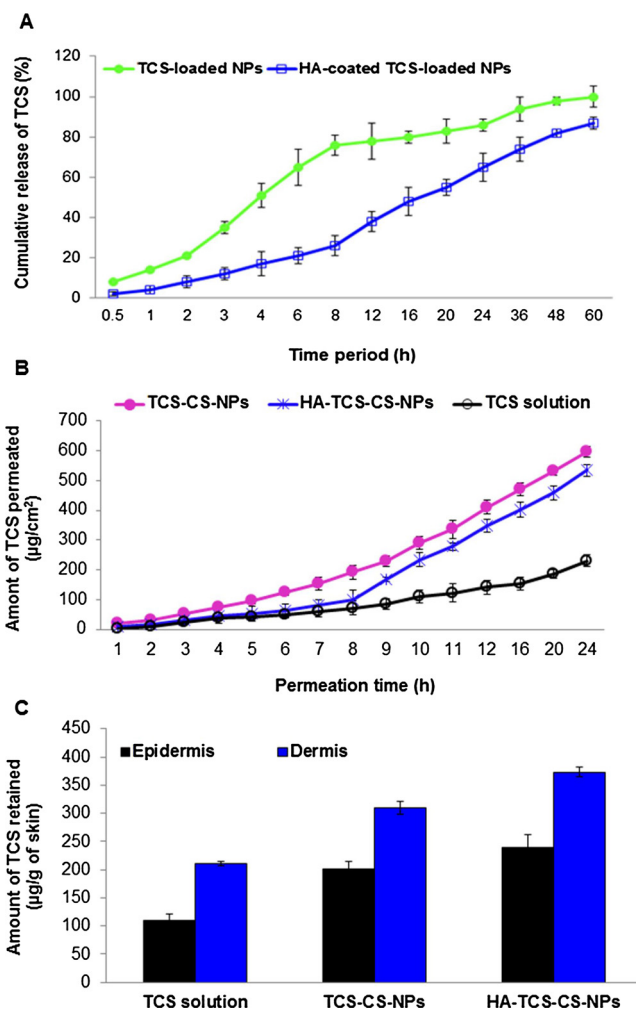 A
TCS-loaded NPs HA-coated TCS-loaded NPs
Cumulative release of TCS (%)
120
100
80
60
40
20
0
0.5 1 2 3 4 6 8 12 16 20 24 36 48 60
Time period (h)
B
TCS-CS-NPs HA-TCS-CS-NPs TCS solution
Amont of TCS permeated
(µg/cm²)
700
600
500
400
300
200
100
0
1 2 3 4 5 6 7 8 9 10 11 12 16 20 24
Permeation time (h)
C
Epidermis Dermis
Amount of TCS retained
(µg/g of skin)
450
400
350
300
250
200
150
100
50
0
TCS solution TCS-CS-NPs HA-TCS-CS-NPs